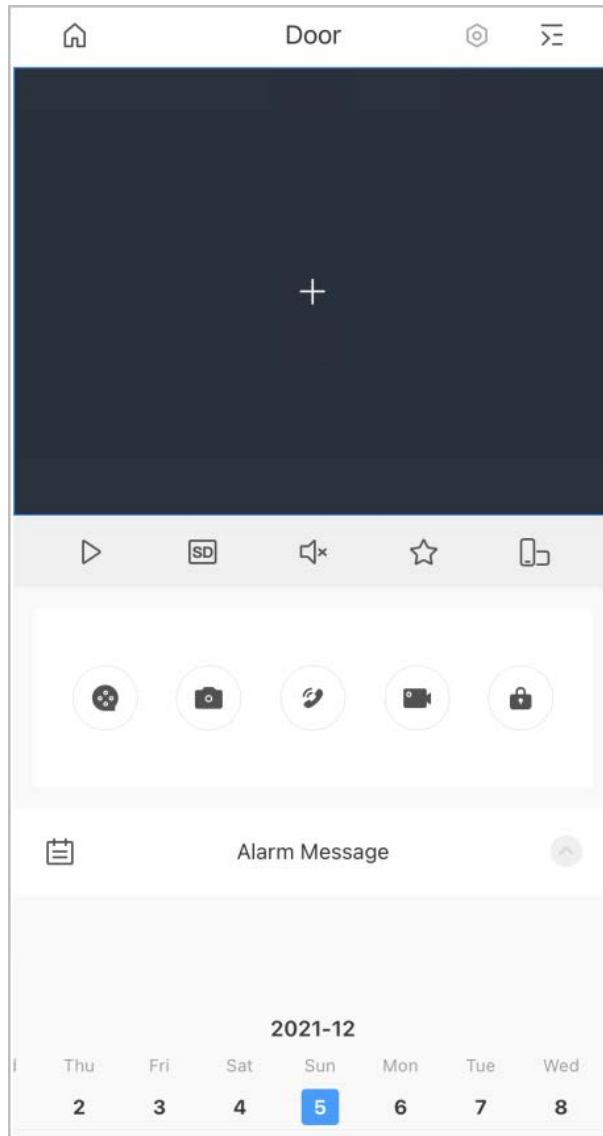 Door
SD
Alarm Message
2021-12
Thu Fri Sat Sun Mon Tue Wed
2 3 4 5 6 7 8